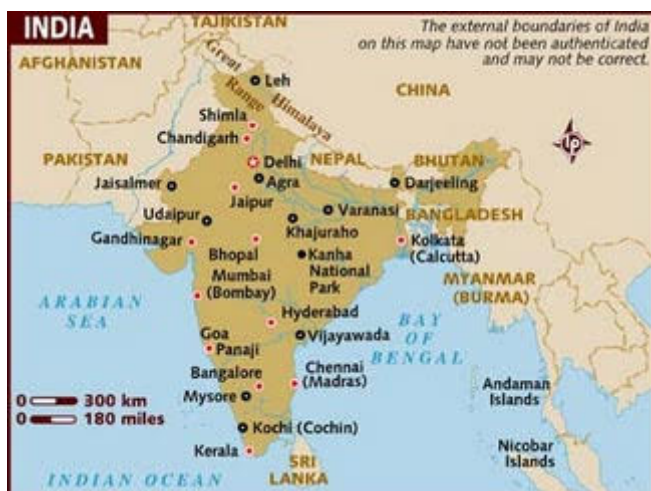 INDIA
TAJIKISTAN
The external boundaries of India
on this map have not been authenticated
and may not be correct.
AFGHANISTAN
Great
Range
Himalaya
Leh
CHINA
Shimla
Chandigarh
PAKISTAN
Delhi
NEPAL
BHUTAN
lp
Jaisalmer
Agra
Darjeeling
Jaipur
Varanasi
BANGLADESH
Udaipur
Khajuraho
Gandhinagar
Bhopal
Kanha
National
Park
Kolkata
(Calcutta)
Mumbai
(Bombay)
MYANMAR
(BURMA)
ARABIAN
SEA
Hyderabad
BAY
OF
BENGAL
Goa
Panaji
Vijayawada
Bangalore
Chennai
(Madras)
0 300 km
0 180 miles
Mysore
Andaman
Islands
Kochi (Cochin)
Kerala
SRI
LANKA
Nicobar
Islands
INDIAN OCEAN